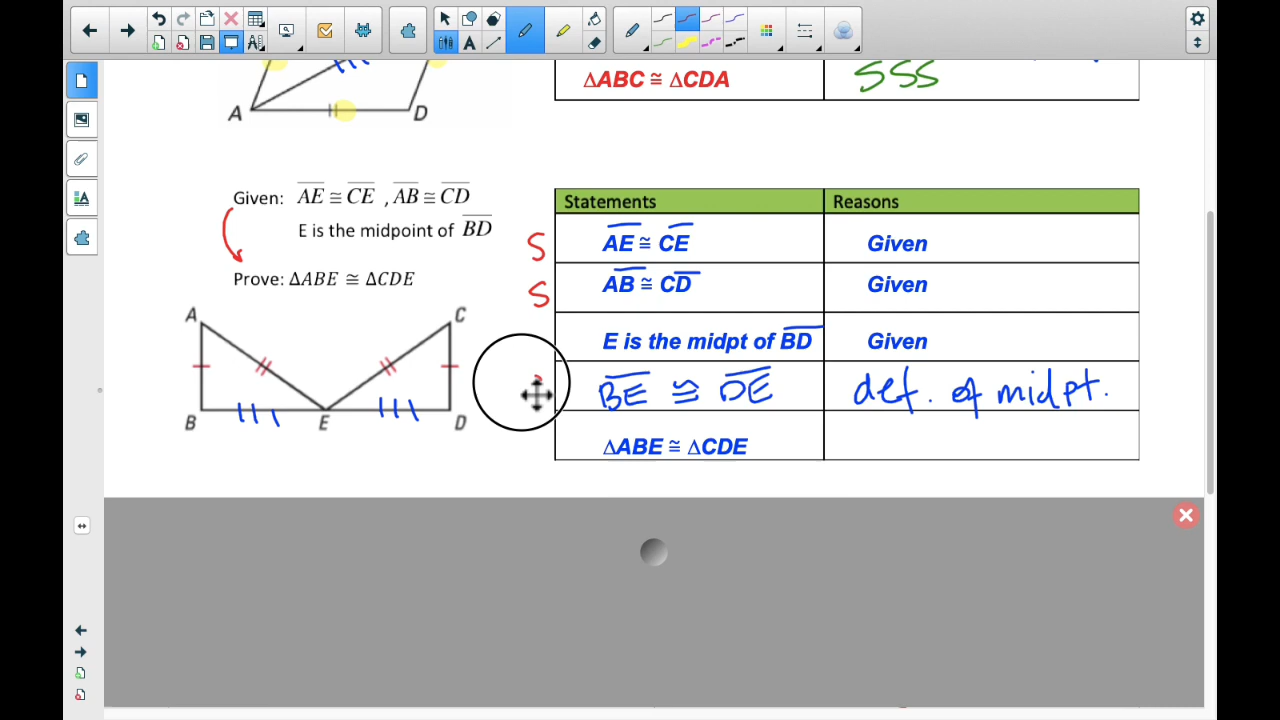 A
D
ΔABC ≅ ΔCDA
SSS
Given: AE ≅ CE , AB ≅ CD
E is the midpoint of BD
Prove: ΔABE ≅ ΔCDE
A
C
B
E
D
Statements Reasons
S AE ≅ CE Given
S AB ≅ CD Given
E is the midpt of BD Given
BE ≅ DE def. of midpt.
ΔABE ≅ ΔCDE